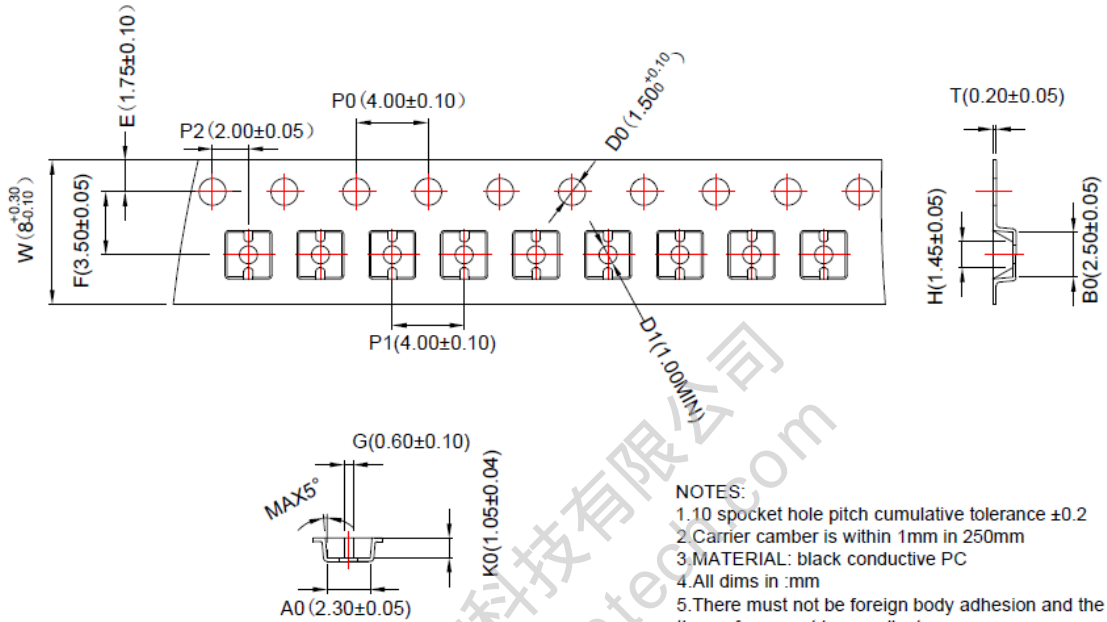 E(1.75±0.10)
P0(4.00±0.10)
P2(2.00±0.05)
D0(1.50 +0.10 0)
T(0.20±0.05)
W(8 +0.30 -0.10)
F(3.50±0.05)
H(1.45±0.05)
B0(2.50±0.05)
P1(4.00±0.10)
D1(1.00MIN)
G(0.60±0.10)
MAX5°
K0(1.05±0.04)
A0(2.30±0.05)
科技有限公司
tech.com
NOTES:
1.10 spocket hole pitch cumulative tolerance ±0.2
2.Carrier camber is within 1mm in 250mm
3.MATERIAL: black conductive PC
4.All dims in :mm
5.There must not be foreign body adhesion and the